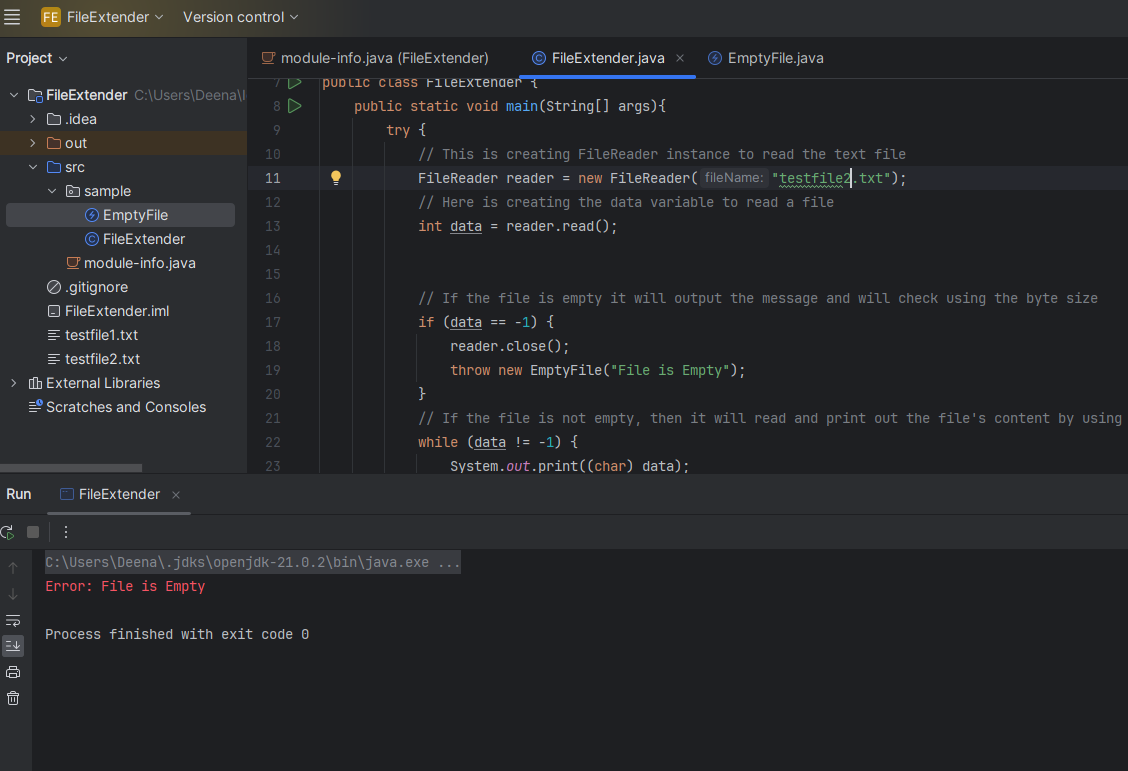 FE FileExtender Version control
Project
module-info.java (FileExtender) FileExtender.java EmptyFile.java
FileExtender C:\Users\Deena\I
.idea
out
src
sample
EmptyFile
FileExtender
module-info.java
.gitignore
FileExtender.iml
testfile1.txt
testfile2.txt
External Libraries
Scratches and Consoles
7 public class FileExtender {
8 public static void main(String[] args){
9 try {
10 // This is creating FileReader instance to read the text file
11 FileReader reader = new FileReader( fileName: "testfile2.txt");
12 // Here is creating the data variable to read a file
13 int data = reader.read();
14
15
16 // If the file is empty it will output the message and will check using the byte size
17 if (data == -1) {
18 reader.close();
19 throw new EmptyFile("File is Empty");
20 }
21 // If the file is not empty, then it will read and print out the file's content by using
22 while (data != -1) {
23 System.out.print((char) data);
Run FileExtender
C:\Users\Deena\.jdks\openjdk-21.0.2\bin\java.exe ...
Error: File is Empty
Process finished with exit code 0